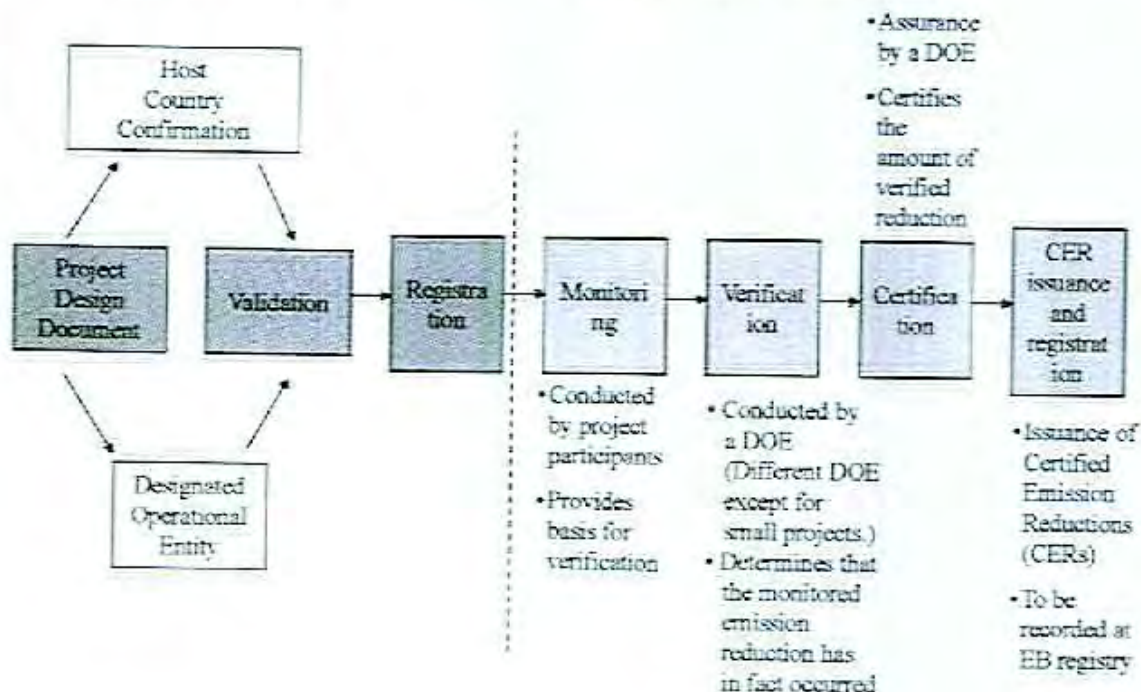 Host
Country
Confirmation
Project
Design
Document
Designated
Operational
Entity
Validation
Registra
tion
Monitori
ng
• Conducted
by project
participants
• Provides
basis for
verification
Verificat
ion
• Conducted by
a DOE
(Different DOE
except for
small projects.)
• Determines that
the monitored
emission
reduction has
in fact occurred
• Assurance
by a DOE
• Certifies
the
amount of
verified
reduction
Certifica
tion
CER
issuance
and
registrat
ion
• Issuance of
Certified
Emission
Reductions
(CERs)
• To be
recorded at
EB registry